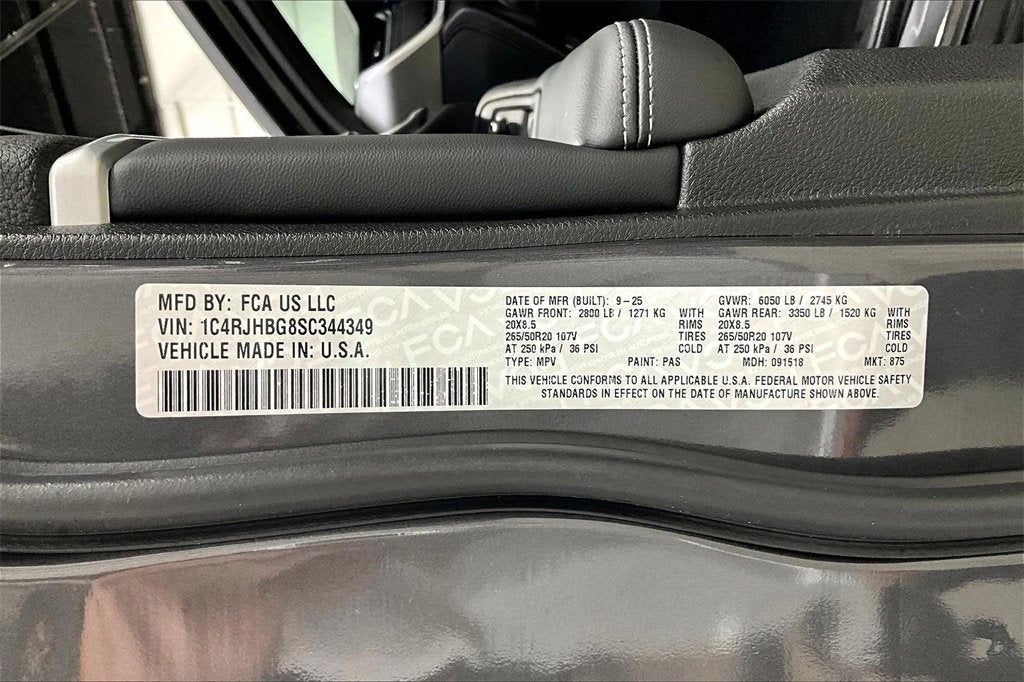 MFD BY: FCA US LLC
VIN: 1C4RJHBG8SC344349
VEHICLE MADE IN: U.S.A.
DATE OF MFR (BUILT): 9-25 GVWR: 6050 LB / 2745 KG
GAWR FRONT: 2800 LB / 1271 KG WITH GAWR REAR: 3350 LB / 1520 KG WITH
20X8.5 RIMS 20X8.5 RIMS
265/50R20 107V TIRES 265/50R20 107V TIRES
AT 250 kPa / 36 PSI COLD AT 250 kPa / 36 PSI COLD
TYPE: MPV PAINT: PAS MDH: 091518 MKT: 875
THIS VEHICLE CONFORMS TO ALL APPLICABLE U.S.A. FEDERAL MOTOR VEHICLE SAFETY
STANDARDS IN EFFECT ON THE DATE OF MANUFACTURE SHOWN ABOVE.